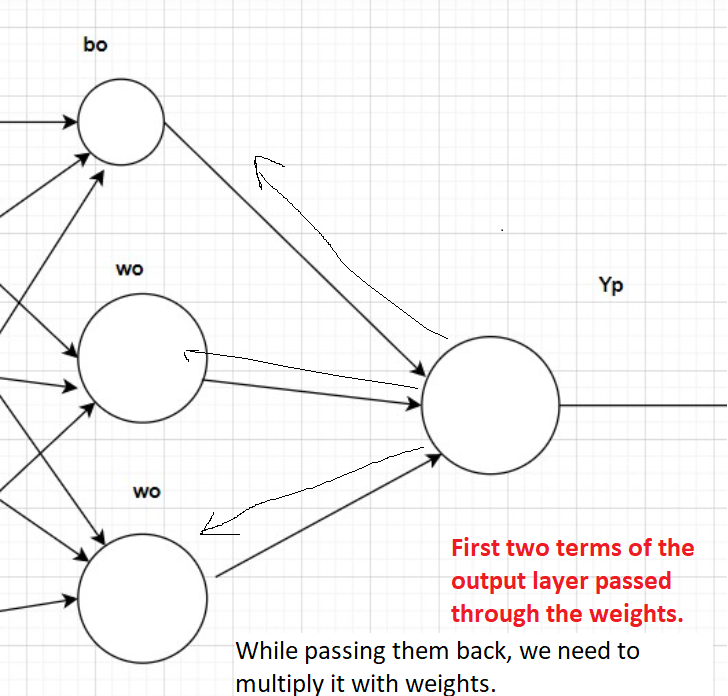 bo
wo
Yp
wo
First two terms of the
output layer passed
through the weights.
While passing them back, we need to
multiply it with weights.